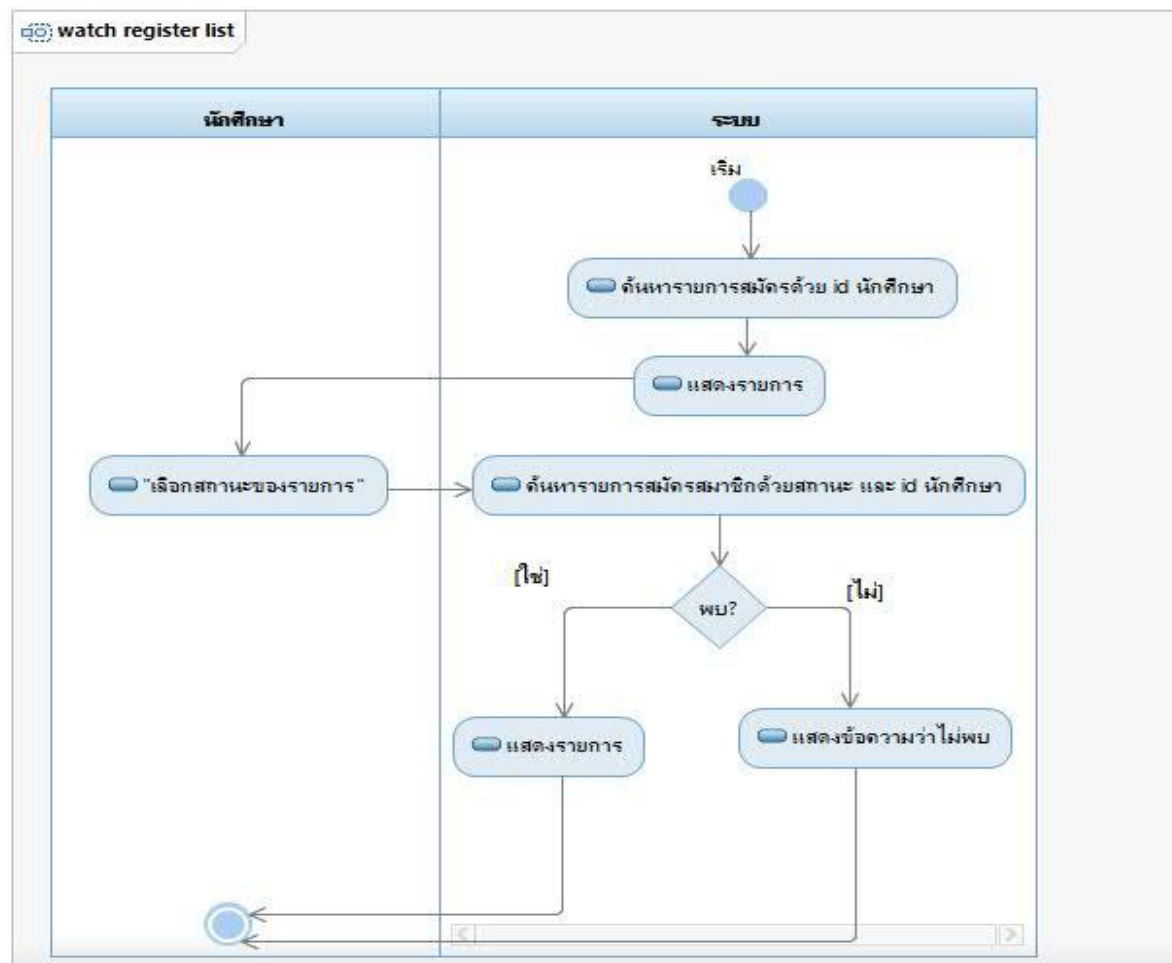 watch register list
นักศึกษา
ระบบ
เริ่ม
ค้นหารายการสมัครด้วย id นักศึกษา
แสดงรายการ
"เลือกสถานะของรายการ"
ค้นหารายการสมัครสมาชิกด้วยสถานะ และ id นักศึกษา
[ใช่]
พบ?
[ไม่]
แสดงรายการ
แสดงข้อความว่าไม่พบ